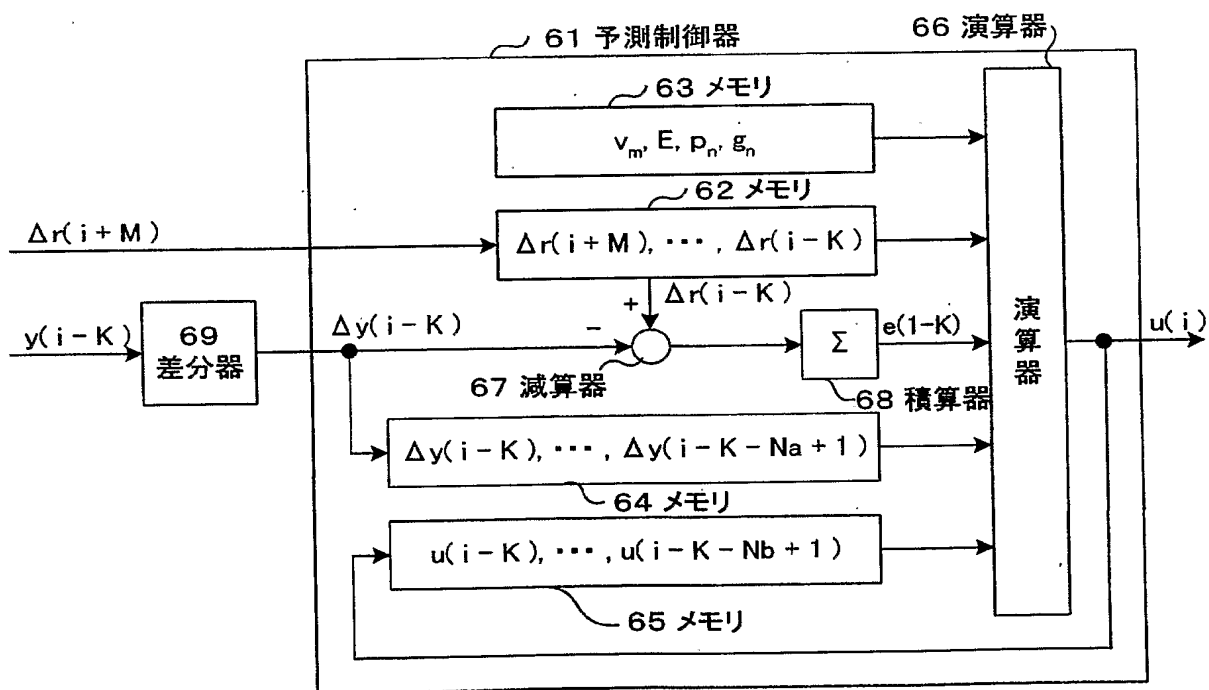 61 予測制御器
66 演算器
63 メモリ
v_m, E, p_n, g_n
62 メモリ
Δr(i+M)
Δr(i+M), ･･･ , Δr(i-K)
+
Δr(i-K)
y(i-K)
69
差分器
Δy(i-K)
-
67 減算器
Σ
e(1-K)
68 積算器
演算器
u(i)
Δy(i-K), ･･･ , Δy(i-K-Na+1)
64 メモリ
u(i-K), ･･･ , u(i-K-Nb+1)
65 メモリ